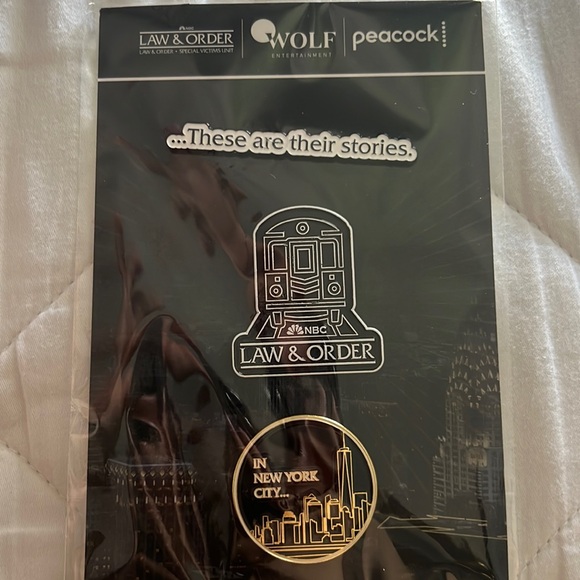 NBC
LAW & ORDER
LAW & ORDER • SPECIAL VICTIMS UNIT
WOLF
ENTERTAINMENT
peacock
...These are their stories.
NBC
LAW & ORDER
IN
NEW YORK
CITY...